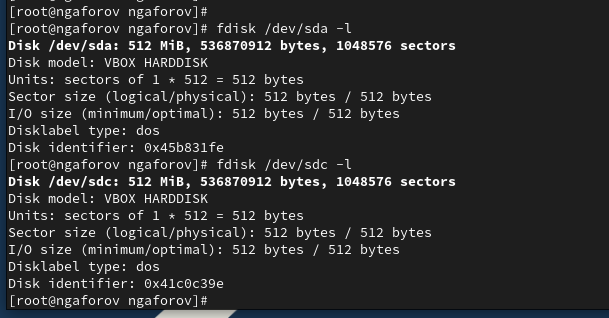 [root@ngaforov ngaforov]#
[root@ngaforov ngaforov]# fdisk /dev/sda -l
Disk /dev/sda: 512 MiB, 536870912 bytes, 1048576 sectors
Disk model: VBOX HARDDISK
Units: sectors of 1 * 512 = 512 bytes
Sector size (logical/physical): 512 bytes / 512 bytes
I/O size (minimum/optimal): 512 bytes / 512 bytes
Disklabel type: dos
Disk identifier: 0x45b831fe
[root@ngaforov ngaforov]# fdisk /dev/sdc -l
Disk /dev/sdc: 512 MiB, 536870912 bytes, 1048576 sectors
Disk model: VBOX HARDDISK
Units: sectors of 1 * 512 = 512 bytes
Sector size (logical/physical): 512 bytes / 512 bytes
I/O size (minimum/optimal): 512 bytes / 512 bytes
Disklabel type: dos
Disk identifier: 0x41c0c39e
[root@ngaforov ngaforov]#